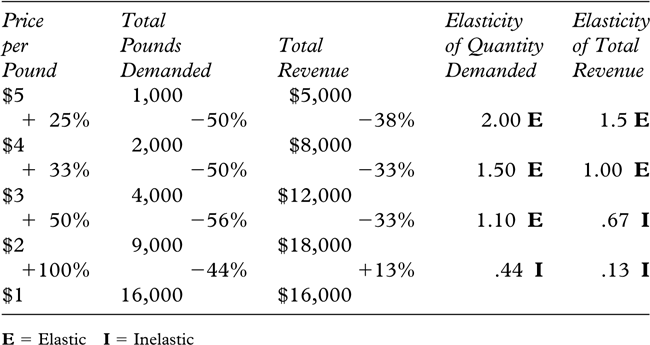 Price Total Elasticity Elasticity
per Pounds Total of Quantity of Total
Pound Demanded Revenue Demanded Revenue
$5 1,000 $5,000
+ 25% −50% −38% 2.00 E 1.5 E
$4 2,000 $8,000
+ 33% −50% −33% 1.50 E 1.00 E
$3 4,000 $12,000
+ 50% −56% −33% 1.10 E .67 I
$2 9,000 $18,000
+100% −44% +13% .44 I .13 I
$1 16,000 $16,000
E = Elastic I = Inelastic